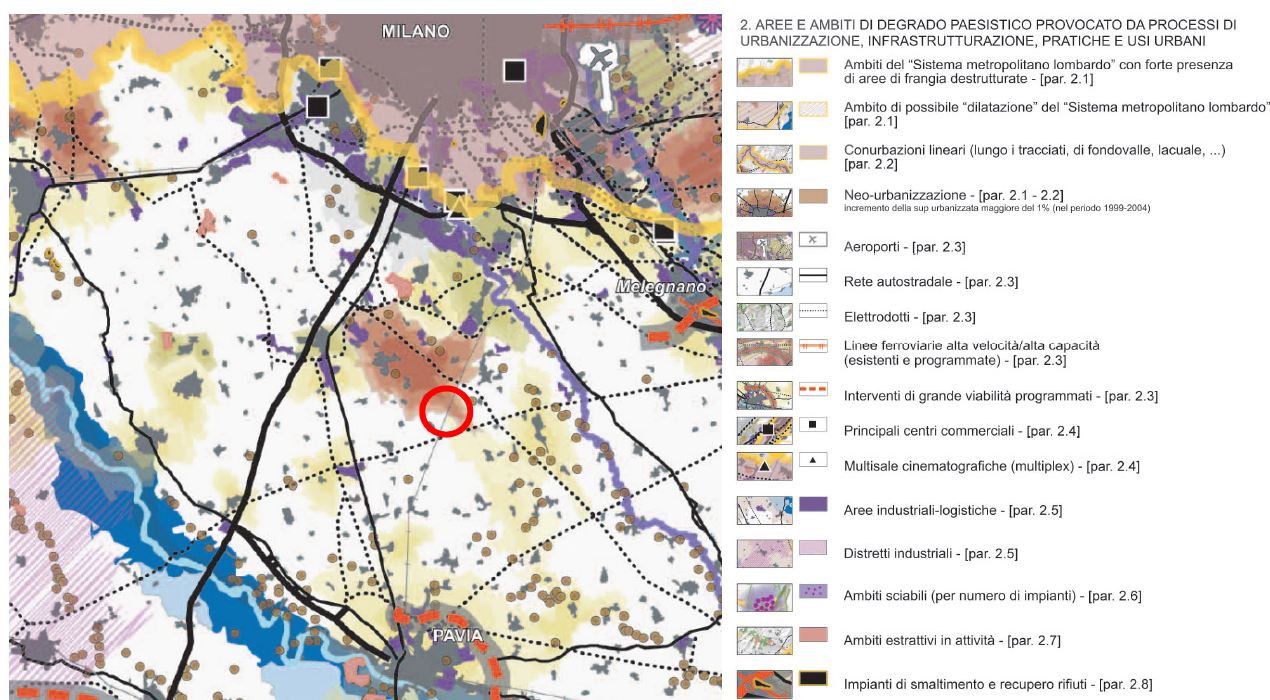 MILANO
Melegnano
PAVIA
2. AREE E AMBITI DI DEGRADO PAESISTICO PROVOCATO DA PROCESSI DI
URBANIZZAZIONE, INFRASTRUTTURAZIONE, PRATICHE E USI URBANI
Ambiti del "Sistema metropolitano lombardo" con forte presenza
di aree di frangia destrutturate - [par. 2.1]
Ambito di possibile "dilatazione" del "Sistema metropolitano lombardo"
[par. 2.1]
Conurbazioni lineari (lungo i tracciati, di fondovalle, lacuale, ...)
[par. 2.2]
Neo-urbanizzazione - [par. 2.1 - 2.2]
incremento della sup urbanizzata maggiore del 1% (nel periodo 1999-2004)
Aeroporti - [par. 2.3]
Rete autostradale - [par. 2.3]
Elettrodotti - [par. 2.3]
Linee ferroviarie alta velocità/alta capacità
(esistenti e programmate) - [par. 2.3]
Interventi di grande viabilità programmati - [par. 2.3]
Principali centri commerciali - [par. 2.4]
Multisale cinematografiche (multiplex) - [par. 2.4]
Aree industriali-logistiche - [par. 2.5]
Distretti industriali - [par. 2.5]
Ambiti sciabili (per numero di impianti) - [par. 2.6]
Ambiti estrattivi in attività - [par. 2.7]
Impianti di smaltimento e recupero rifiuti - [par. 2.8]